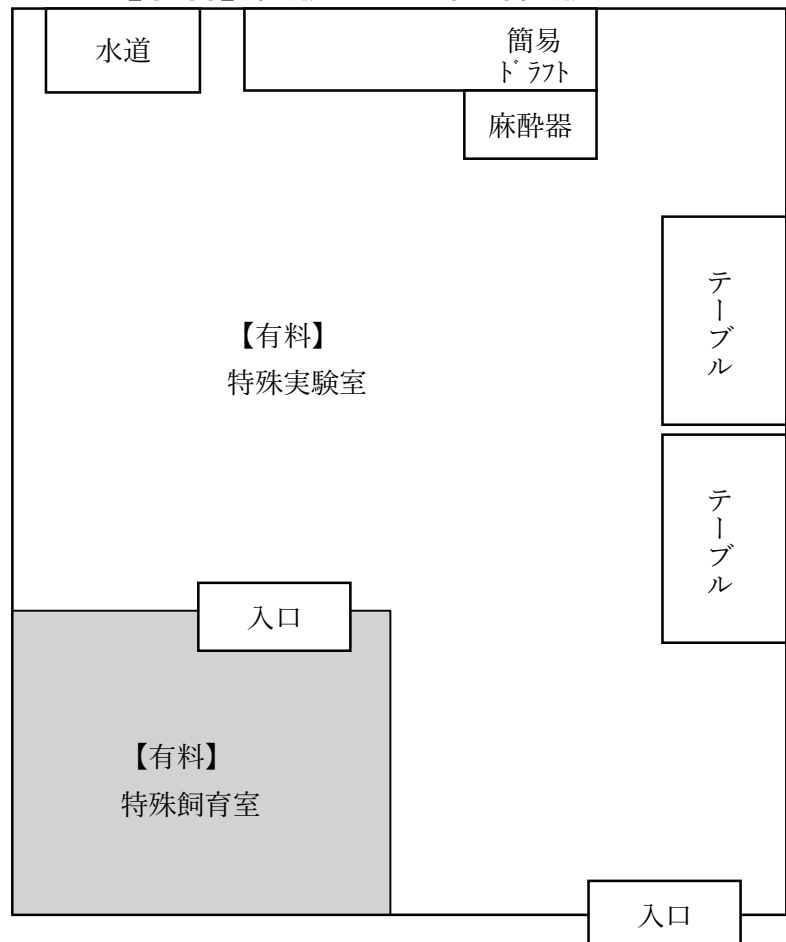 水道
簡易
ﾄﾞﾗﾌﾄ
麻酔器
テーブル
【有料】
特殊実験室
テーブル
入口
【有料】
特殊飼育室
入口